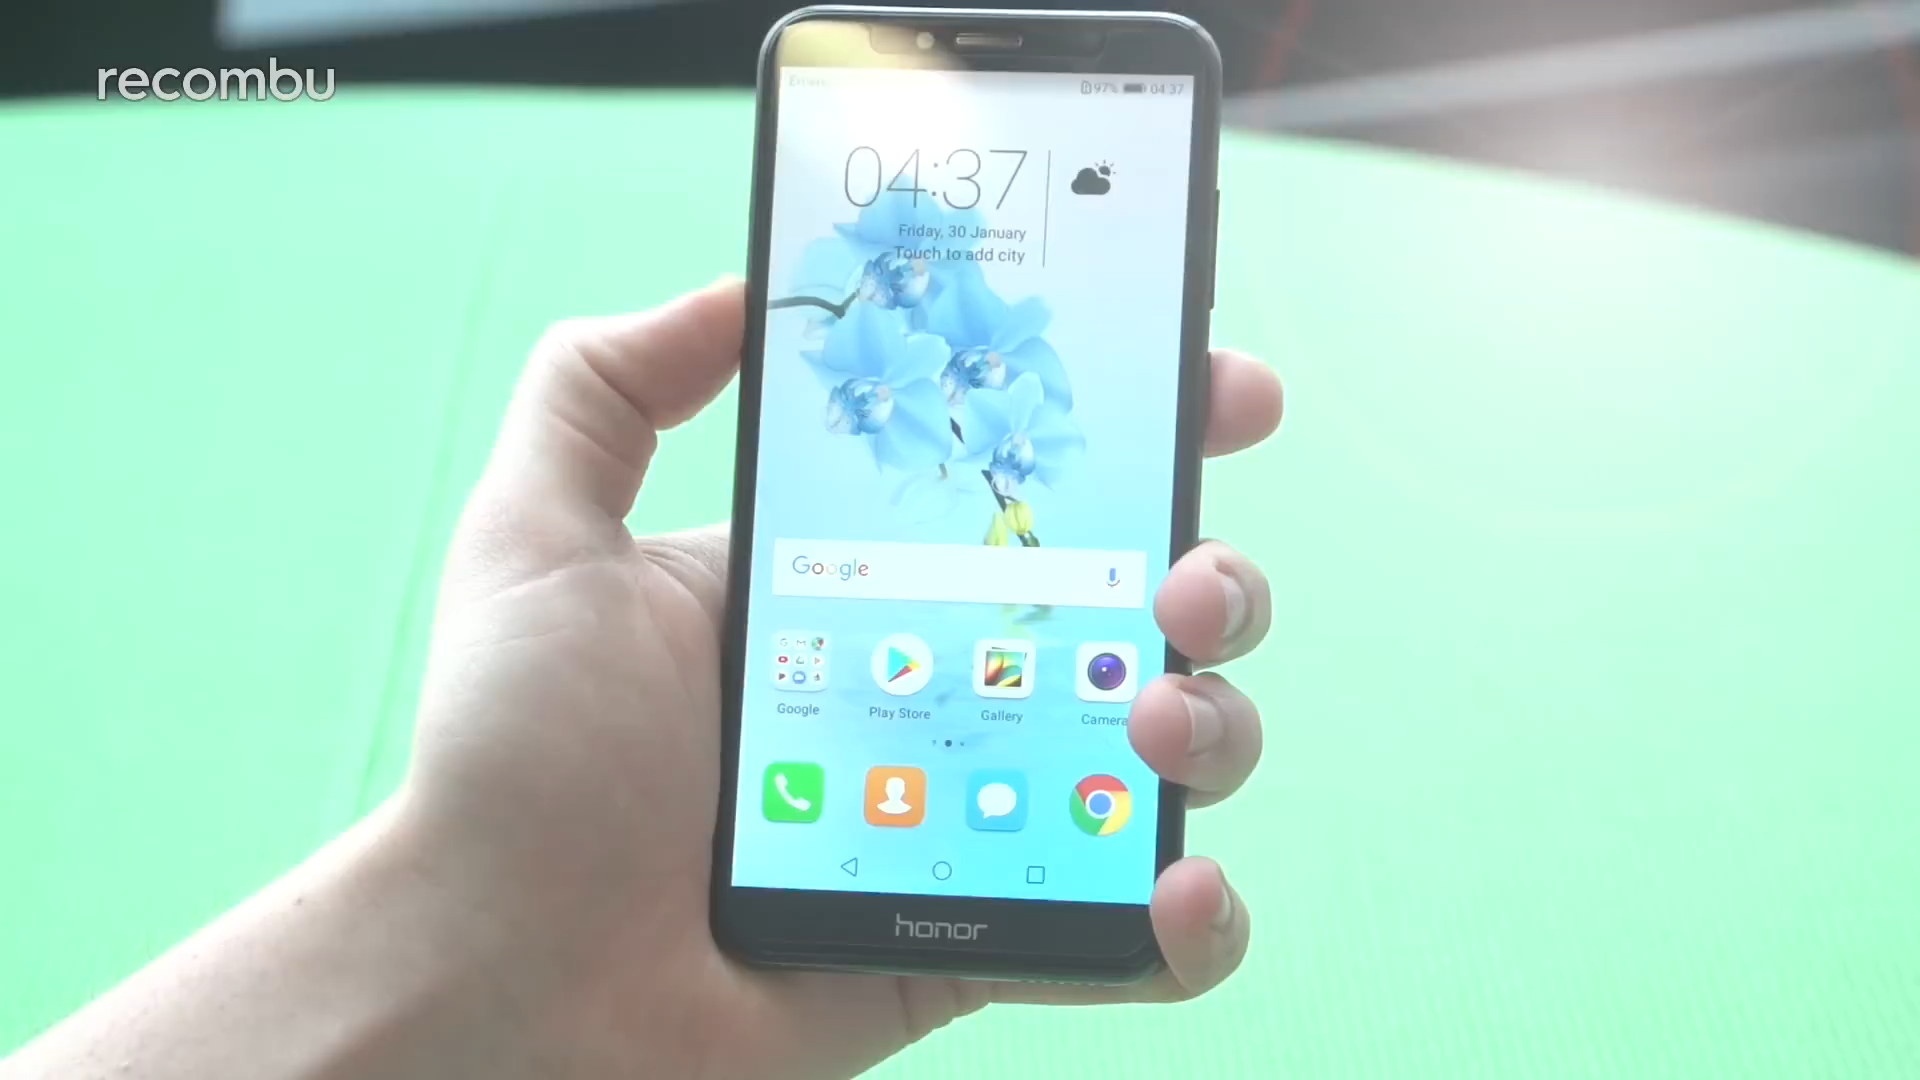 recombu
97% 04:37
04:37
Friday, 30 January
Touch to add city
Google
Google
Play Store
Gallery
Camera
honor